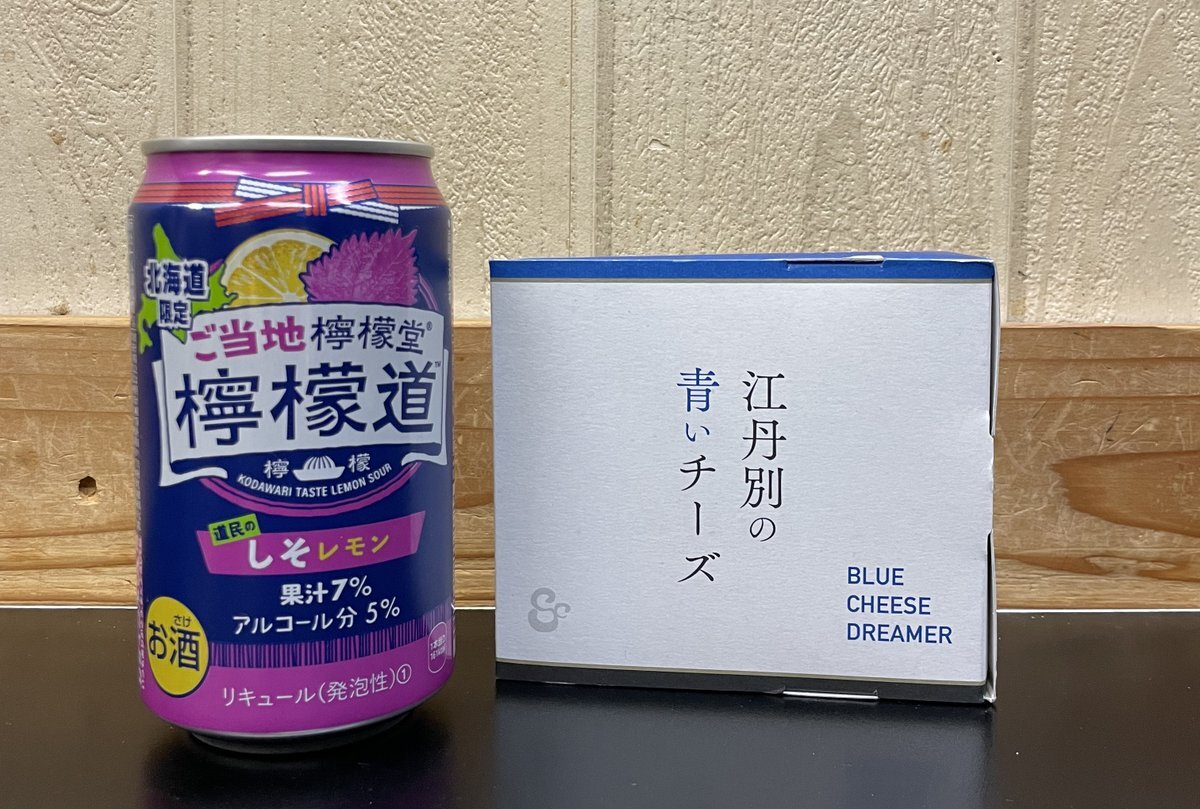 北海道
限定
ご当地檸檬堂®
檸檬道™
檸檬
KODAWARI TASTE LEMON SOUR
道民の
しそレモン
果汁7%
アルコール分5%
さけ
お酒
リキュール(発泡性)①
江丹別の
青いチーズ
&
BLUE
CHEESE
DREAMER